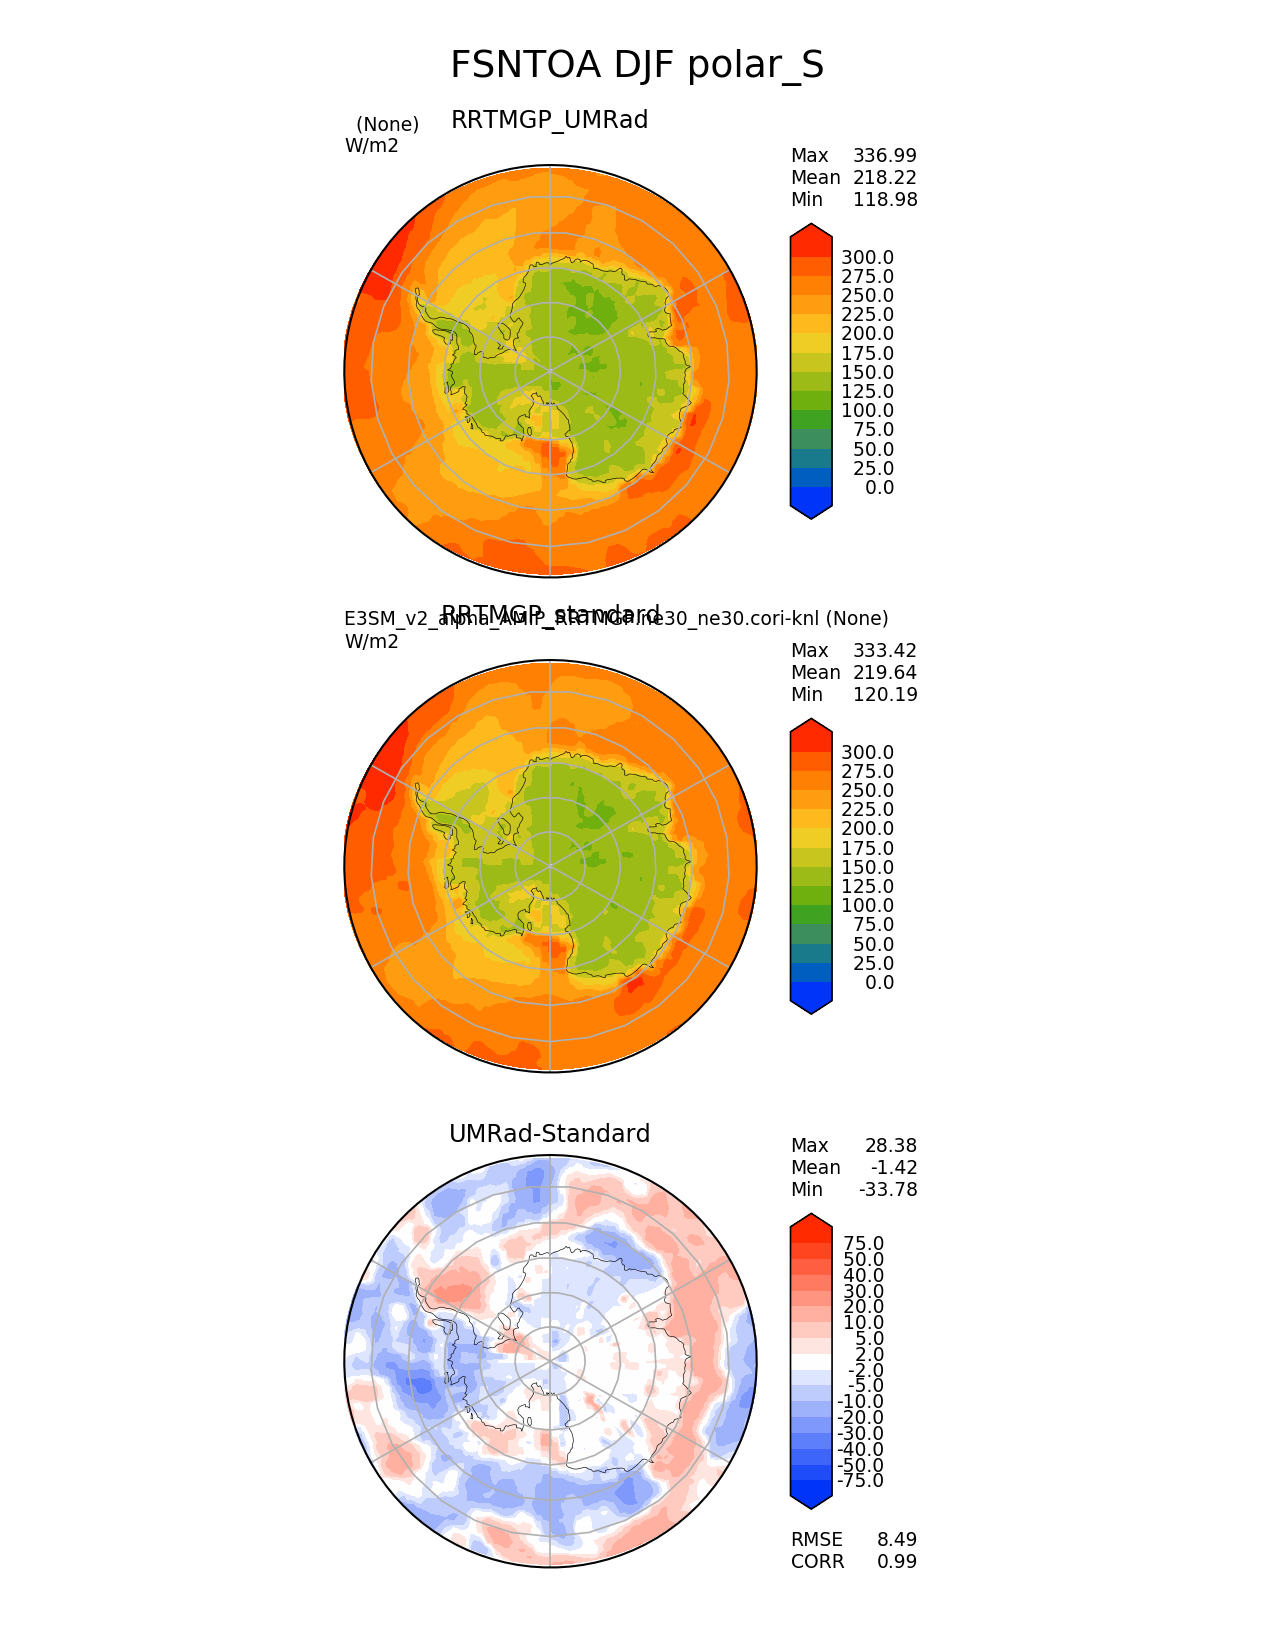 FSNTOA DJF polar_S
RRTMGP_UMRad
(None)
W/m2
Max 336.99
Mean 218.22
Min 118.98
300.0
275.0
250.0
225.0
200.0
175.0
150.0
125.0
100.0
75.0
50.0
25.0
0.0
RRTMGP_standard
E3SM_v2_alpha_AMIP_RRTMGP.ne30_ne30.cori-knl (None)
W/m2
Max 333.42
Mean 219.64
Min 120.19
300.0
275.0
250.0
225.0
200.0
175.0
150.0
125.0
100.0
75.0
50.0
25.0
0.0
UMRad-Standard
Max 28.38
Mean -1.42
Min -33.78
75.0
50.0
40.0
30.0
20.0
10.0
5.0
2.0
-2.0
-5.0
-10.0
-20.0
-30.0
-40.0
-50.0
-75.0
RMSE 8.49
CORR 0.99